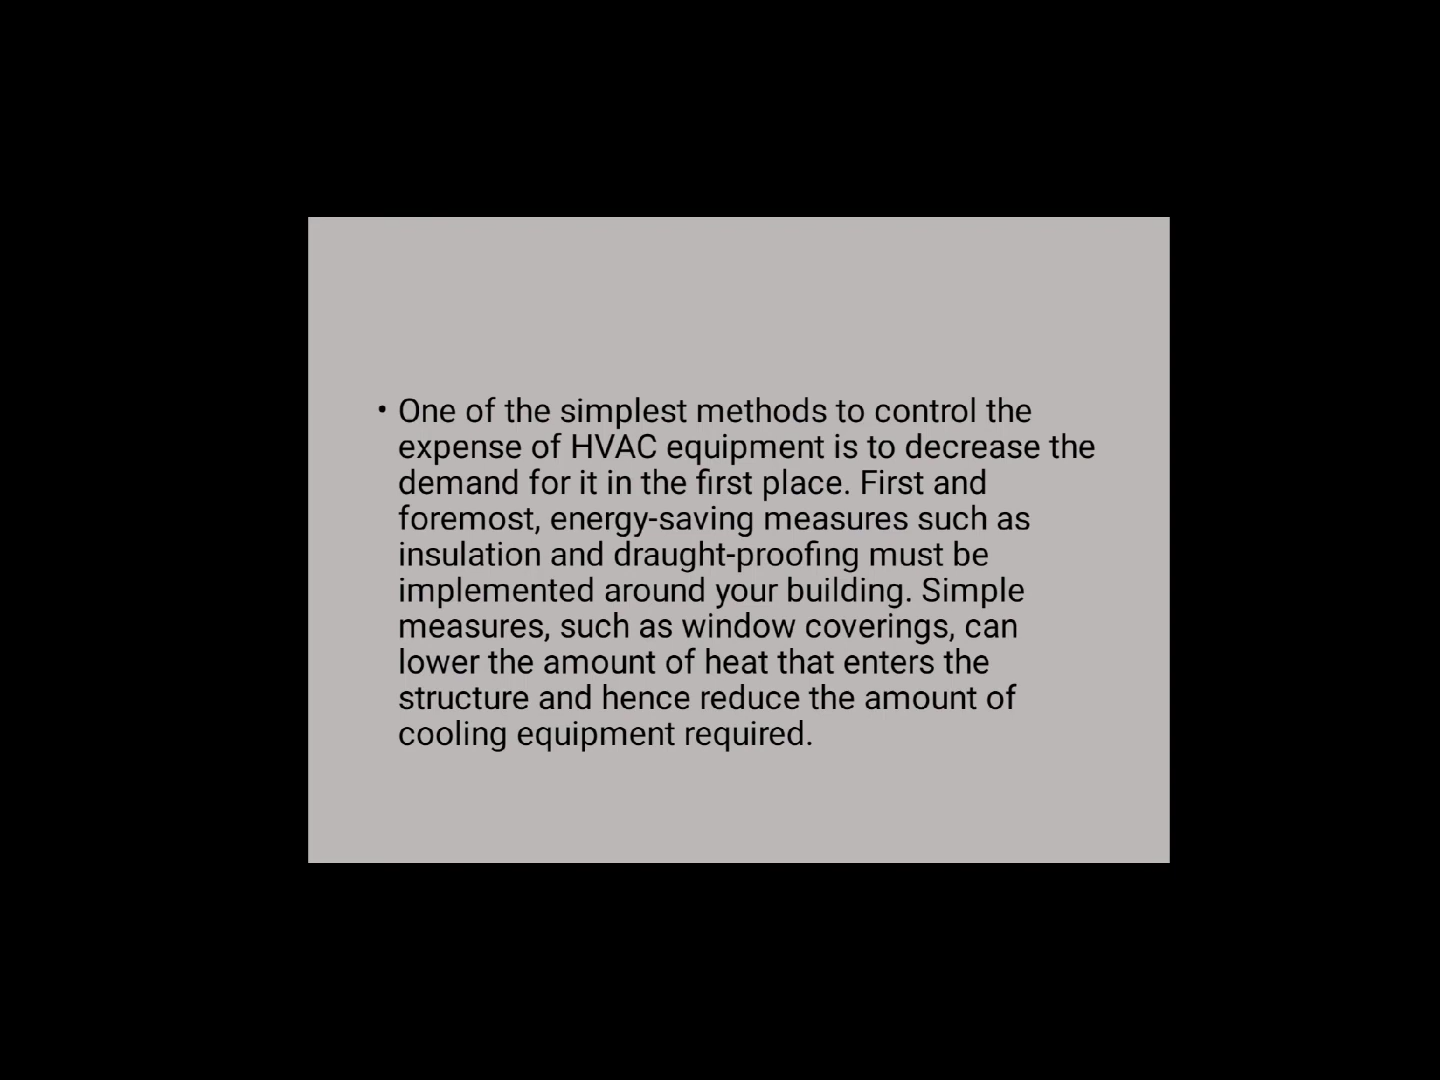 • One of the simplest methods to control the
expense of HVAC equipment is to decrease the
demand for it in the first place. First and
foremost, energy-saving measures such as
insulation and draught-proofing must be
implemented around your building. Simple
measures, such as window coverings, can
lower the amount of heat that enters the
structure and hence reduce the amount of
cooling equipment required.